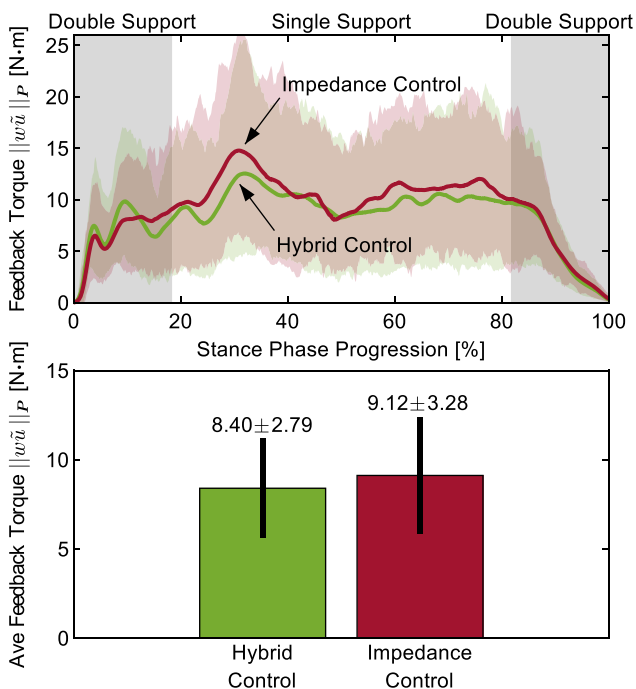 Double Support Single Support Double Support
Feedback Torque ||wũ||P [N·m]
25
20
15
10
5
0
Impedance Control
Hybrid Control
0 20 40 60 80 100
Stance Phase Progression [%]
Ave Feedback Torque ||wũ||P [N·m]
15
10
5
0
8.40±2.79
9.12±3.28
Hybrid Control
Impedance Control